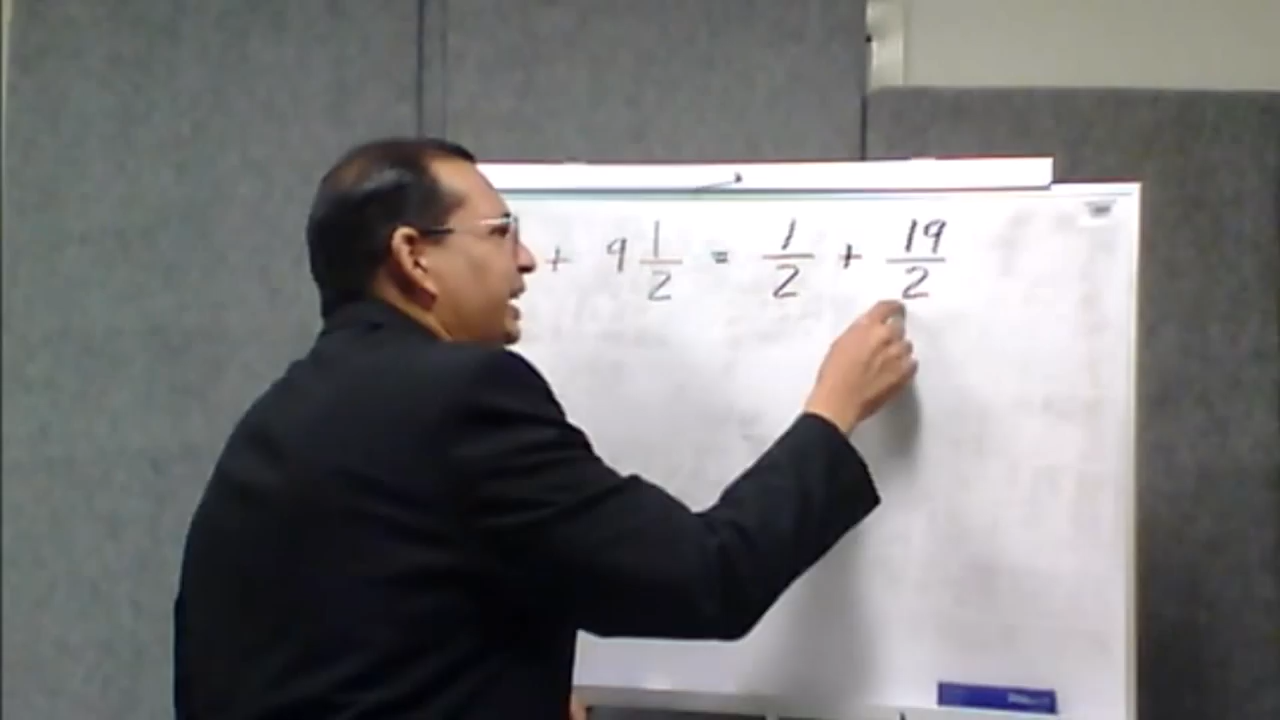 + 9 1/2 = 1/2 + 19/2